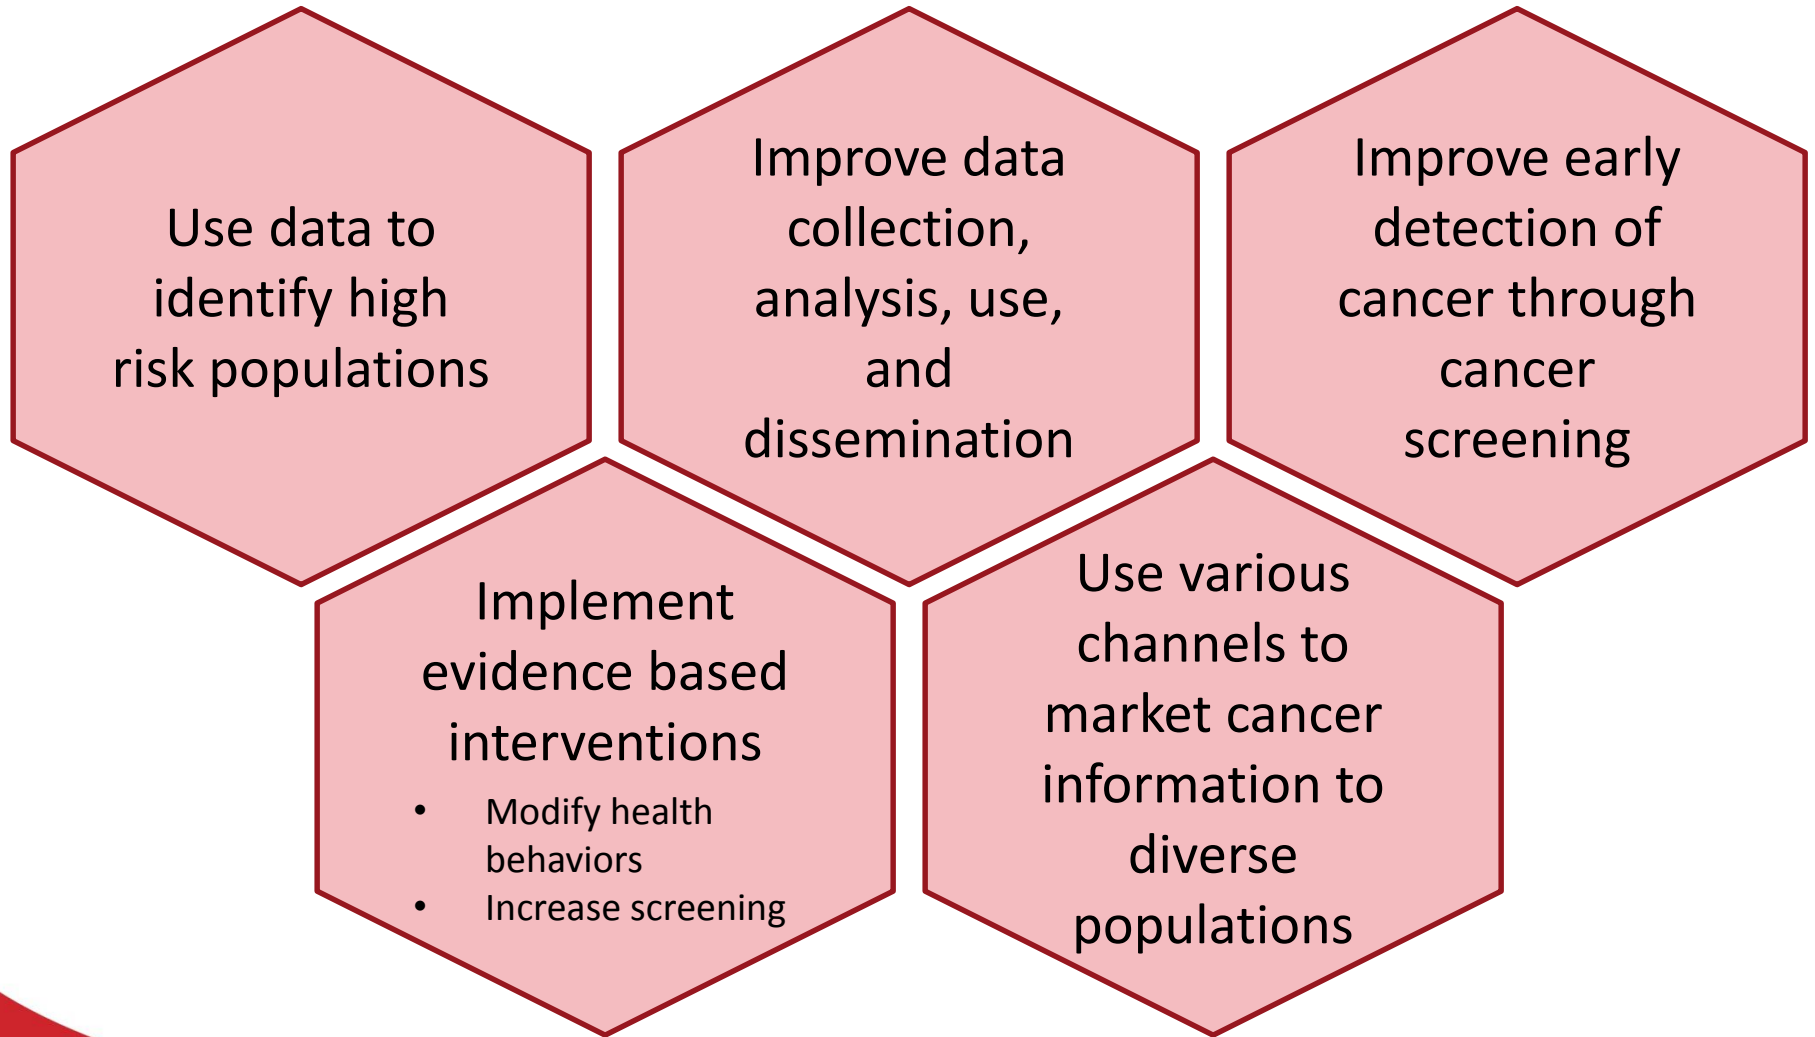 Use data to
identify high
risk populations
Improve data
collection,
analysis, use,
and
dissemination
Improve early
detection of
cancer through
cancer
screening
Implement
evidence based
interventions
• Modify health
behaviors
• Increase screening
Use various
channels to
market cancer
information to
diverse
populations